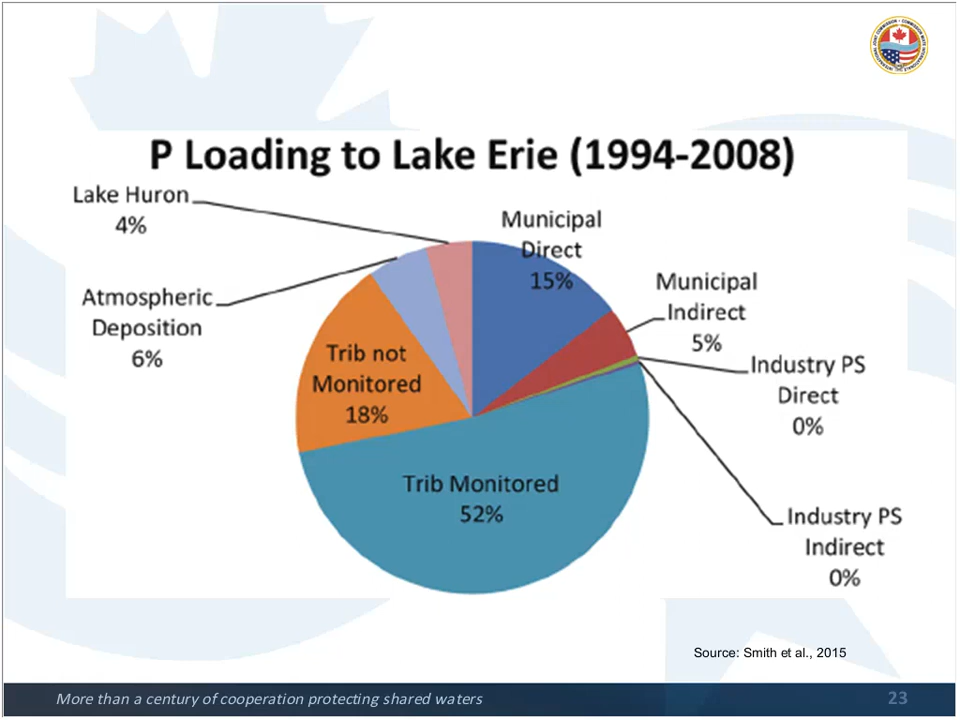 P Loading to Lake Erie (1994-2008)
Lake Huron
4%
Municipal
Direct
15%
Municipal
Indirect
5%
Atmospheric
Deposition
6%
Trib not
Monitored
18%
Industry PS
Direct
0%
Trib Monitored
52%
Industry PS
Indirect
0%
Source: Smith et al., 2015
More than a century of cooperation protecting shared waters
23